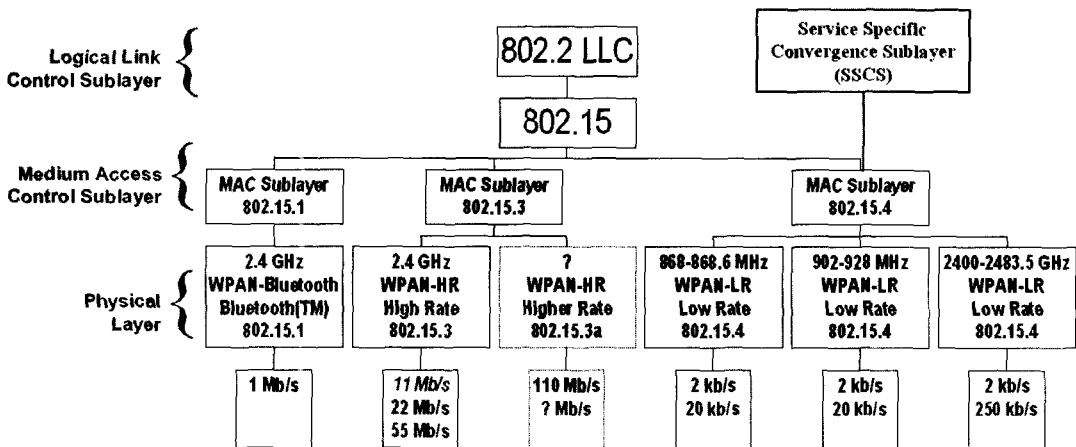 Logical Link
Control Sublayer
802.2 LLC
Service Specific
Convergence Sublayer
(SSCS)
802.15
Medium Access
Control Sublayer
MAC Sublayer
802.15.1
MAC Sublayer
802.15.3
MAC Sublayer
802.15.4
Physical
Layer
2.4 GHz
WPAN-Bluetooth
Bluetooth(TM)
802.15.1
2.4 GHz
WPAN-HR
High Rate
802.15.3
?
WPAN-HR
Higher Rate
802.15.3a
868-868.6 MHz
WPAN-LR
Low Rate
802.15.4
902-928 MHz
WPAN-LR
Low Rate
802.15.4
2400-2483.5 GHz
WPAN-LR
Low Rate
802.15.4
1 Mb/s
11 Mb/s
22 Mb/s
55 Mb/s
110 Mb/s
? Mb/s
2 kb/s
20 kb/s
2 kb/s
20 kb/s
2 kb/s
250 kb/s